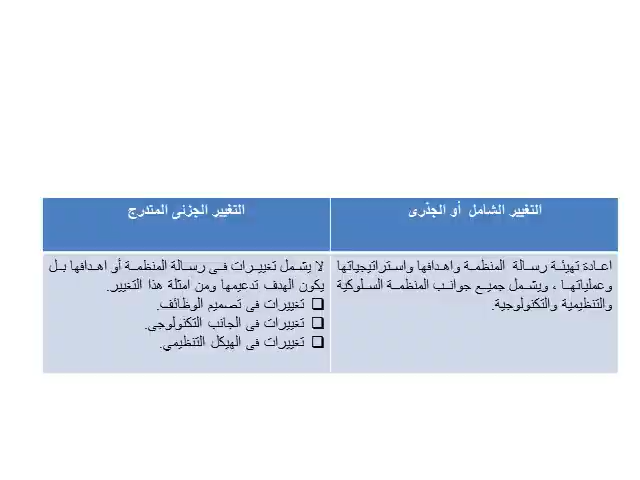 التغيير الشامل أو الجذرى
التغيير الجزئى المتدرج
اعادة تهيئة رسالة المنظمة واهدافها واستراتيجياتها
وعملياتها ، ويشمل جميع جوانب المنظمة السلوكية
والتنظيمية والتكنولوجية.
لا يشمل تغييرات فى رسالة المنظمة أو اهدافها بل
يكون الهدف تدعيمها ومن امثلة هذا التغيير.
❑ تغييرات فى تصميم الوظائف.
❑ تغييرات فى الجانب التكنولوجى.
❑ تغييرات فى الهيكل التنظيمي.